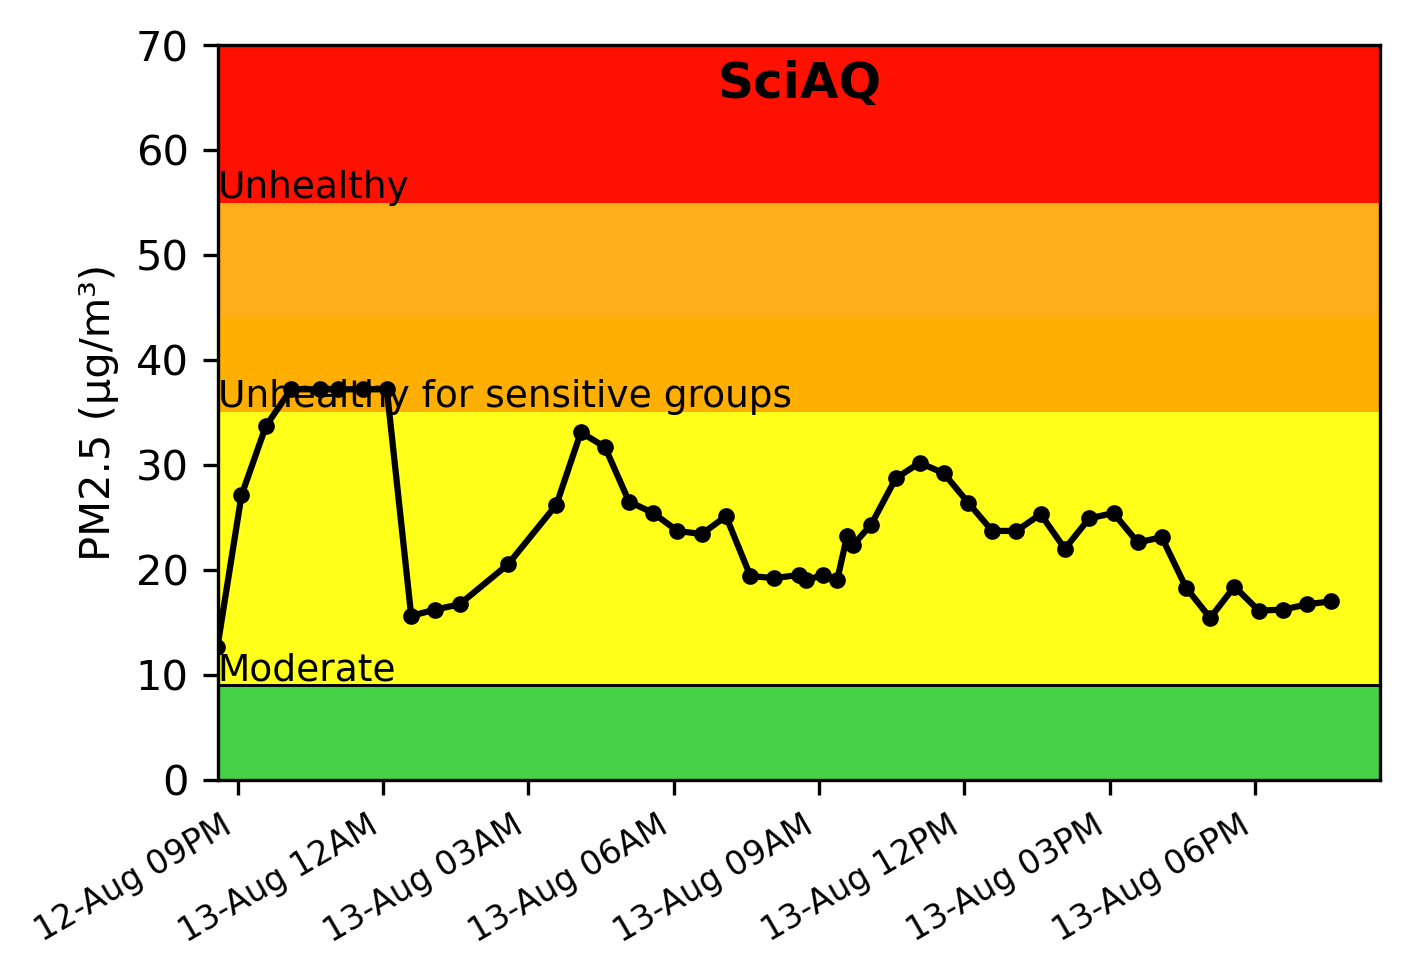 SciAQ
70
60
50
40
30
20
10
0
PM2.5 (µg/m³)
Unhealthy
Unhealthy for sensitive groups
Moderate
12-Aug 09PM
13-Aug 12AM
13-Aug 03AM
13-Aug 06AM
13-Aug 09AM
13-Aug 12PM
13-Aug 03PM
13-Aug 06PM